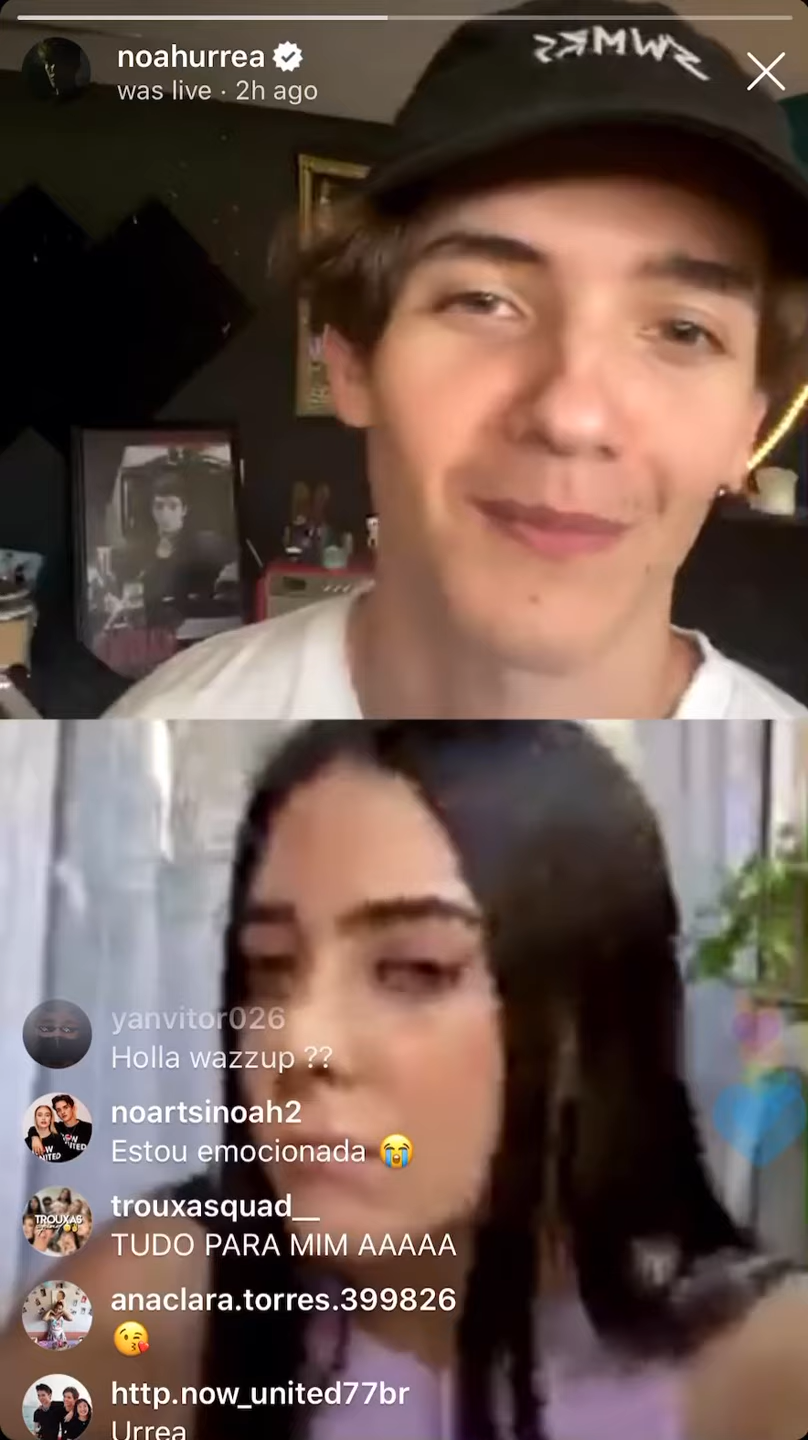 noahurrea
was live · 2h ago
SWMRS
yanvitor026
Holla wazzup ??
noartsinoah2
Estou emocionada 😭
trouxasquad__
TUDO PARA MIM AAAAA
anaclara.torres.399826
😘
http.now_united77br
Urrea